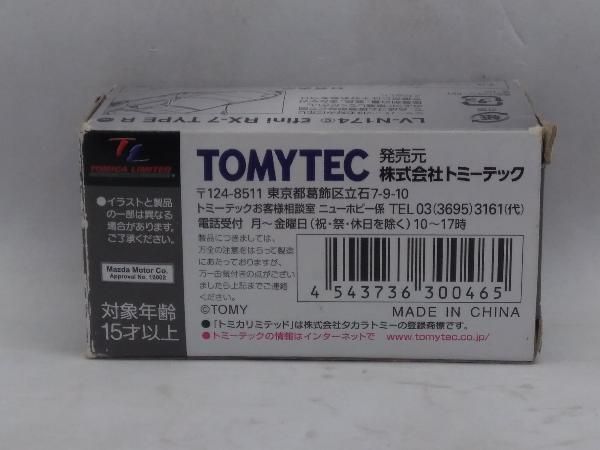 LV-N174ⓒ εfini RX-7 TYPE R
TL
TOMICA LIMITED
●イラストと製品
の一部は異なる
場合があります。
ご了承ください。
Mazda Motor Co.
対象年齢
15才以上
TOMYTEC
発売元
株式会社トミーテック
〒124-8511 東京都葛飾区立石7-9-10
トミーテックお客様相談室 ニューホビー係 TEL 03(3695)3161(代)
電話受付 月〜金曜日(祝・祭・休日を除く)10〜17時
製品につきましては、
万全の注意をはらって製造
にあたっておりますが、
万一お気付きの点がござい
ましたら上記までご連絡
ください。
©TOMY
4 543736 300465
MADE IN CHINA
●「トミカリミテッド」は株式会社タカラトミーの登録商標です。
●トミーテックの情報はインターネットで www.tomytec.co.jp/